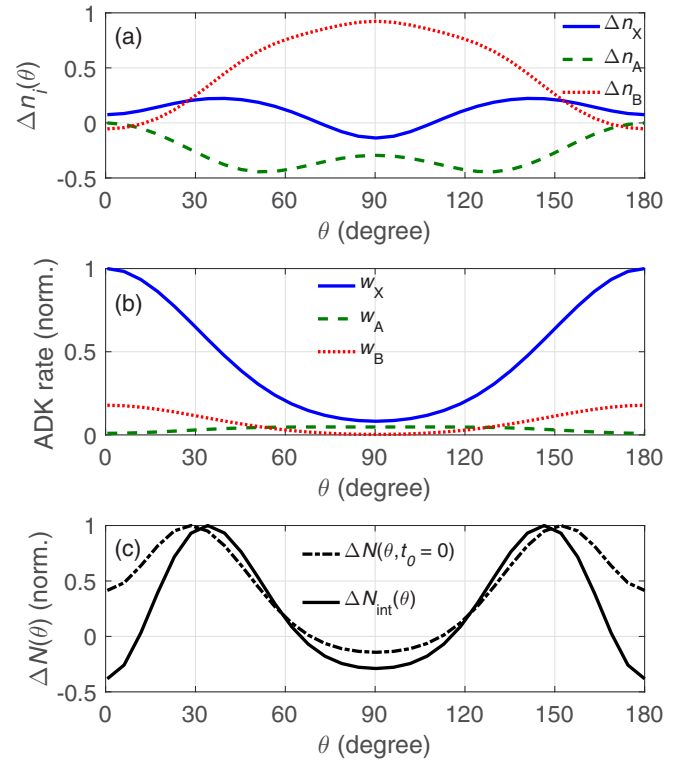 (a)
Δn_X
Δn_A
Δn_B
Δn_i(θ)
1
0.5
0
-0.5
0 30 60 90 120 150 180
θ (degree)
(b)
w_X
w_A
w_B
ADK rate (norm.)
1
0.5
0
0 30 60 90 120 150 180
θ (degree)
(c)
ΔN(θ, t_0 = 0)
ΔN_int(θ)
ΔN(θ) (norm.)
1
0.5
0
-0.5
0 30 60 90 120 150 180
θ (degree)